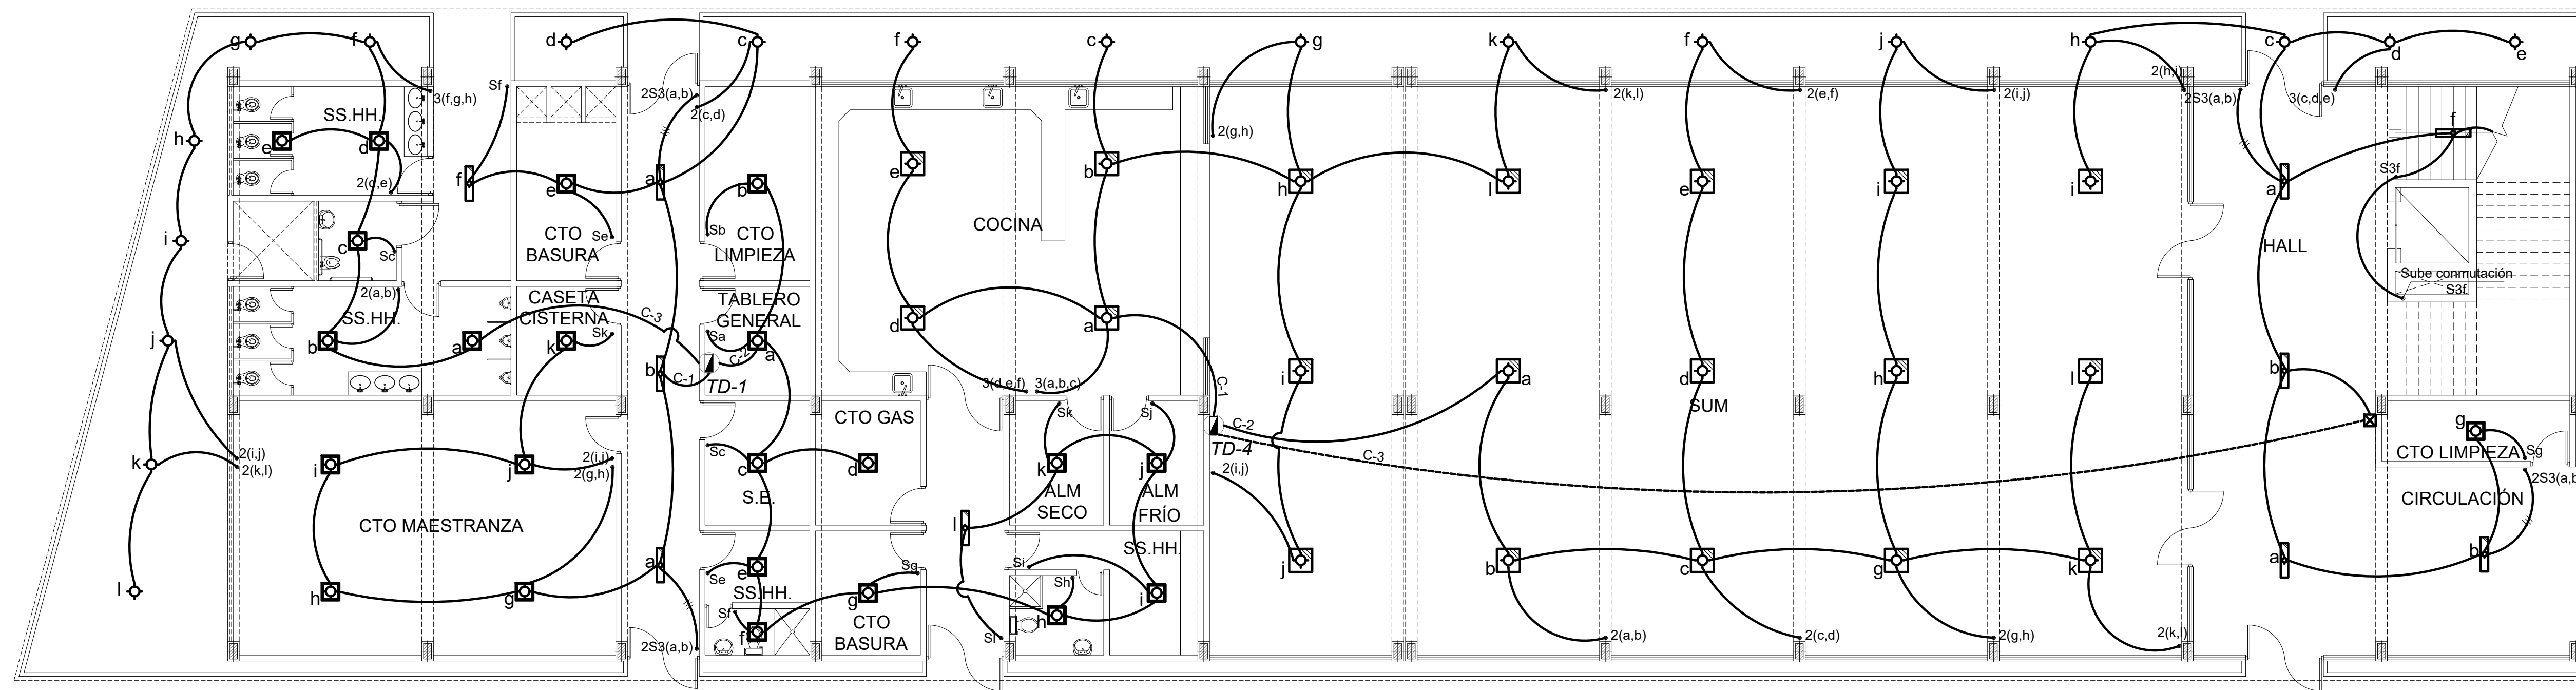 g
f
d
c
f
c
g
k
f
j
h
c
d
e
Sf
3(f,g,h)
2S3(a,b)
2(c,d)
2(g,h)
2(k,l)
2(e,f)
2(i,j)
2(h,i)
2S3(a,b)
3(c,d,e)
SS.HH.
h
e
d
2(d,e)
f
e
a
b
e
b
h
l
e
i
i
a
f
S3f
i
c
Sc
Se
Sb
CTO
BASURA
CTO
LIMPIEZA
COCINA
HALL
Sube conmutación
S3f
2(a,b)
SS.HH.
CASETA
CISTERNA
C-3
TABLERO
GENERAL
j
b
a
k
Sk
Sa
a
C-2
d
a
b
C-1
TD-1
3(d,e,f)
3(a,b,c)
C-1
i
a
d
h
l
b
SUM
CTO GAS
Sk
Sj
C-2
TD-4
C-3
g
CTO LIMPIEZA
Sg
2S3(a,b
k
2(i,j)
2(k,l)
i
j
2(i,j)
2(g,h)
Sc
c
d
k
j
2(i,j)
S.E.
ALM
SECO
ALM
FRÍO
CIRCULACIÓN
CTO MAESTRANZA
l
SS.HH.
l
h
g
a
Se
e
SS.HH.
Sg
g
Si
Sh
h
i
j
b
c
g
k
a
b
Sf
f
CTO
BASURA
Sl
2S3(a,b)
2(a,b)
2(c,d)
2(g,h)
2(k,l)